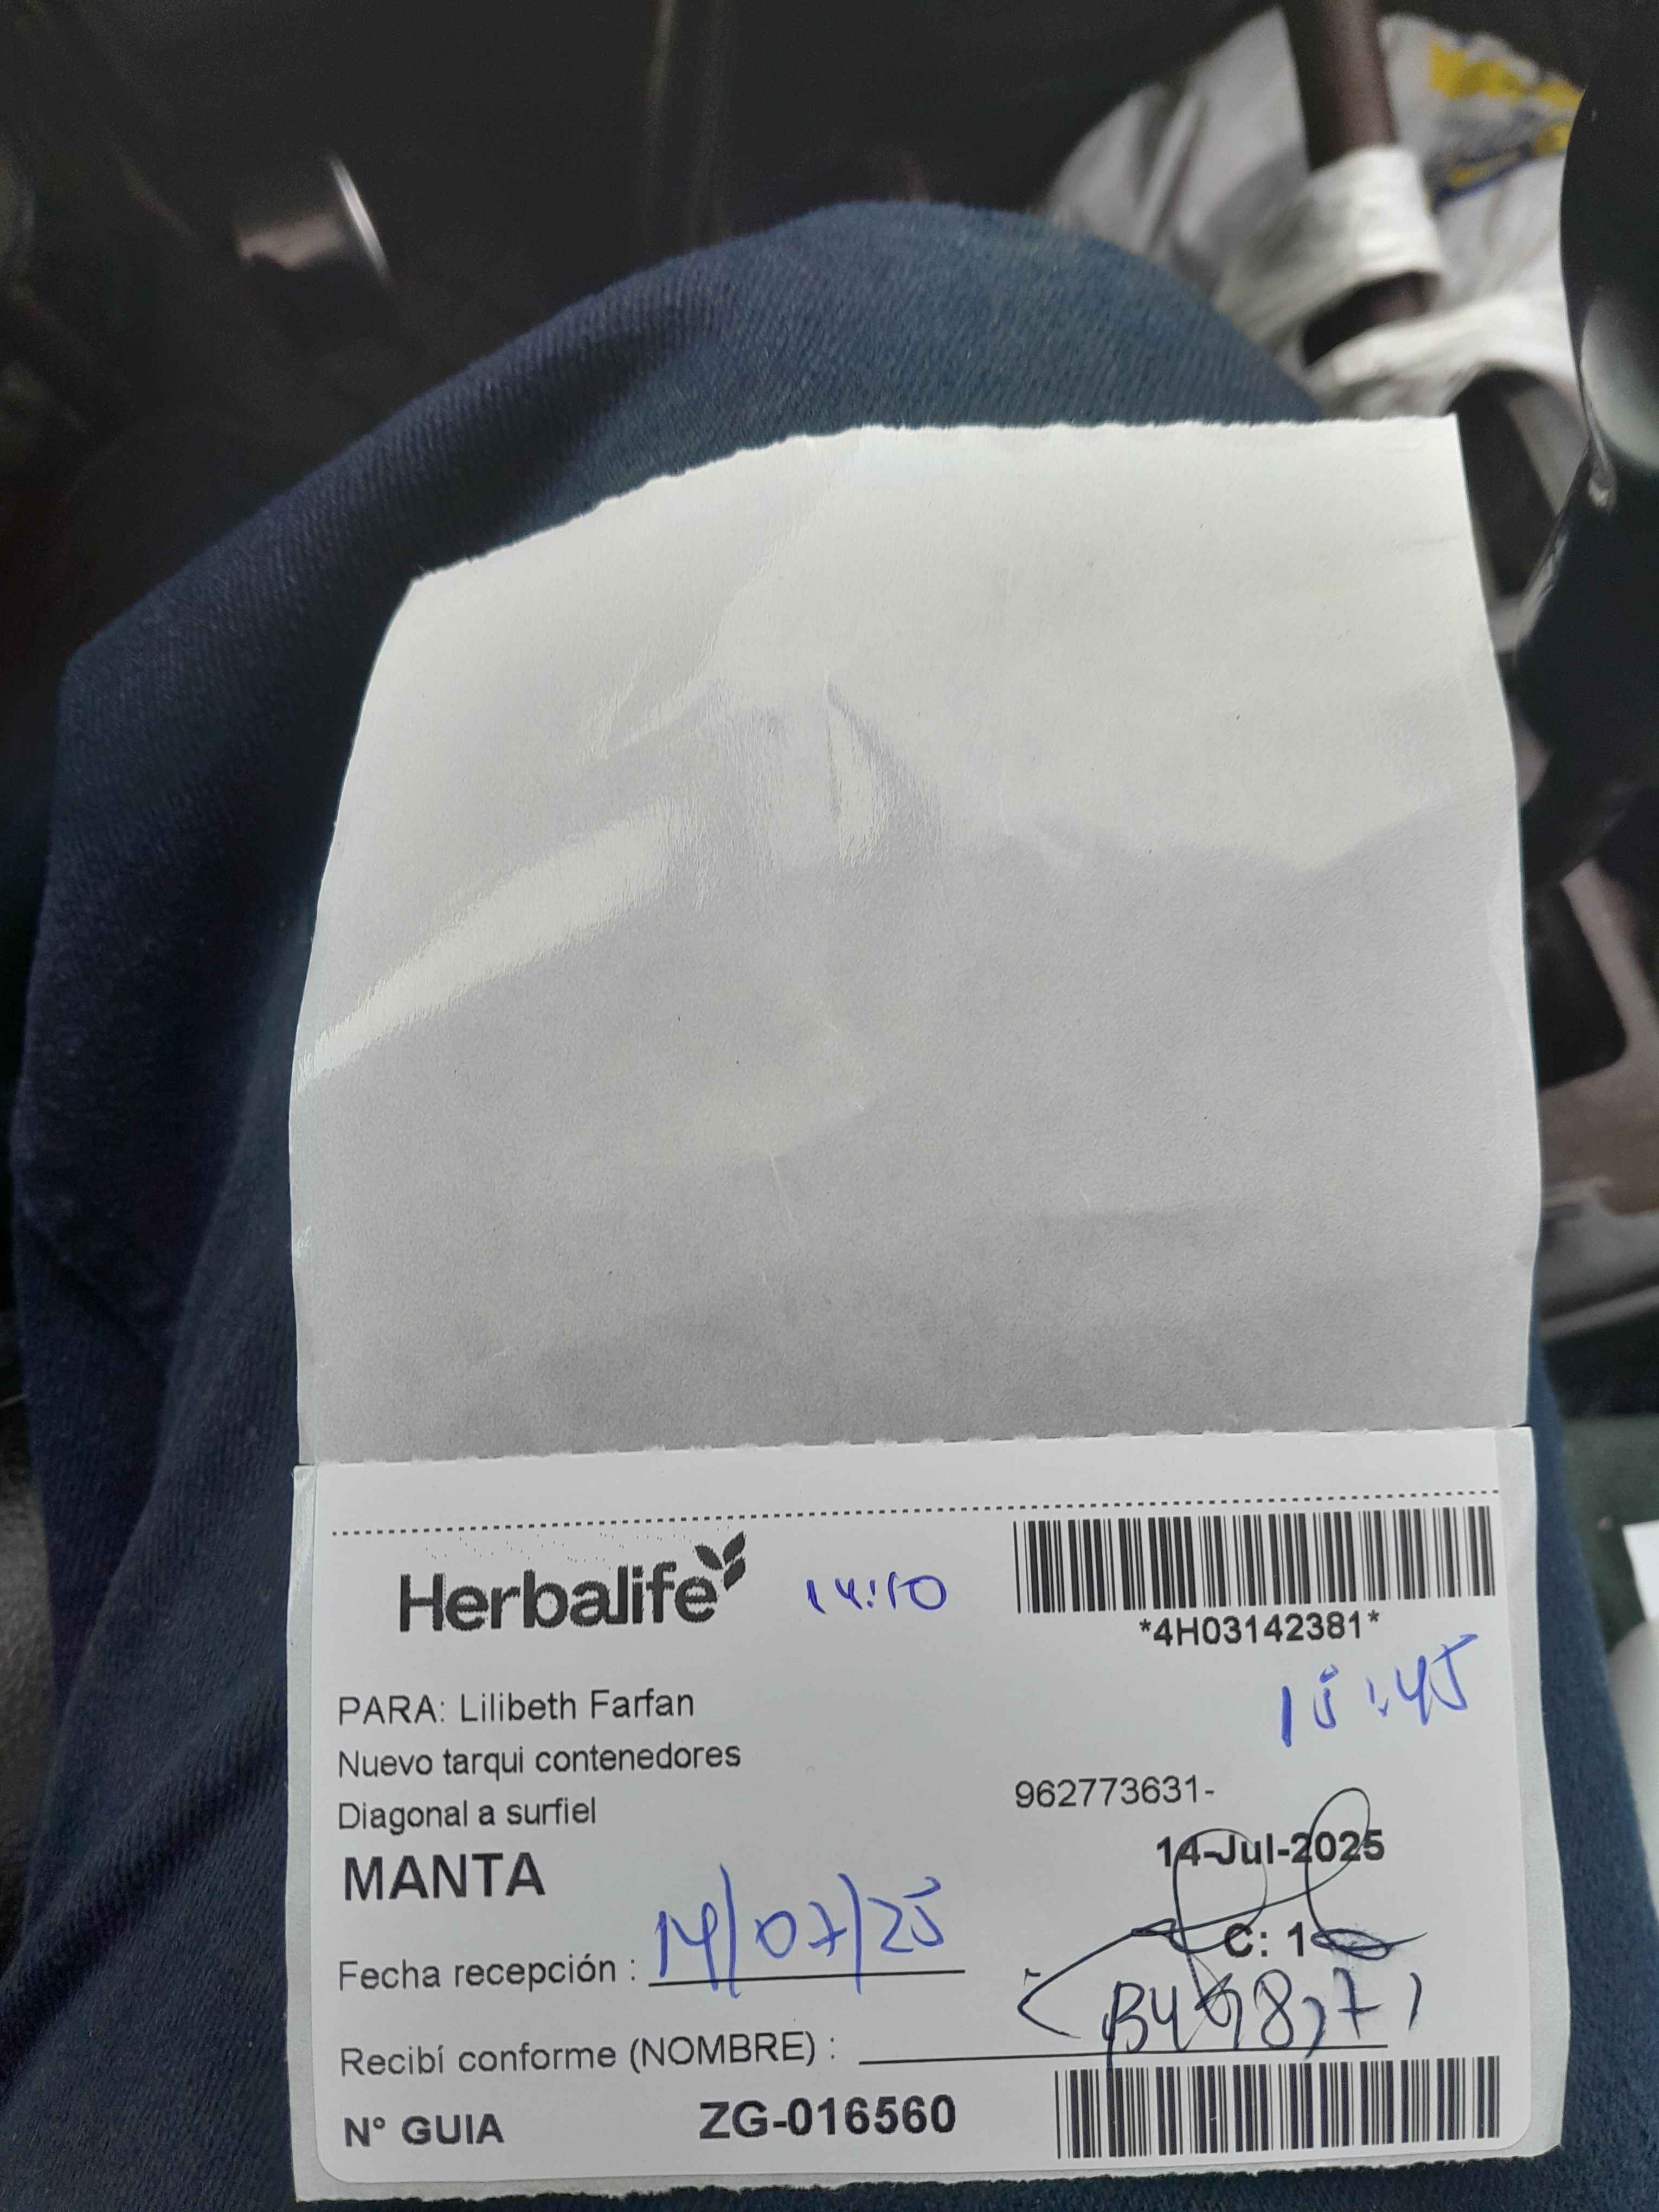 Herbalife
14:10
*4H03142381*
15:45
PARA: Lilibeth Farfan
Nuevo tarqui contenedores
Diagonal a surfiel
962773631-
14-Jul-2025
MANTA
C: 1
Fecha recepción : 14/07/25
Recibí conforme (NOMBRE) :
N° GUIA ZG-016560